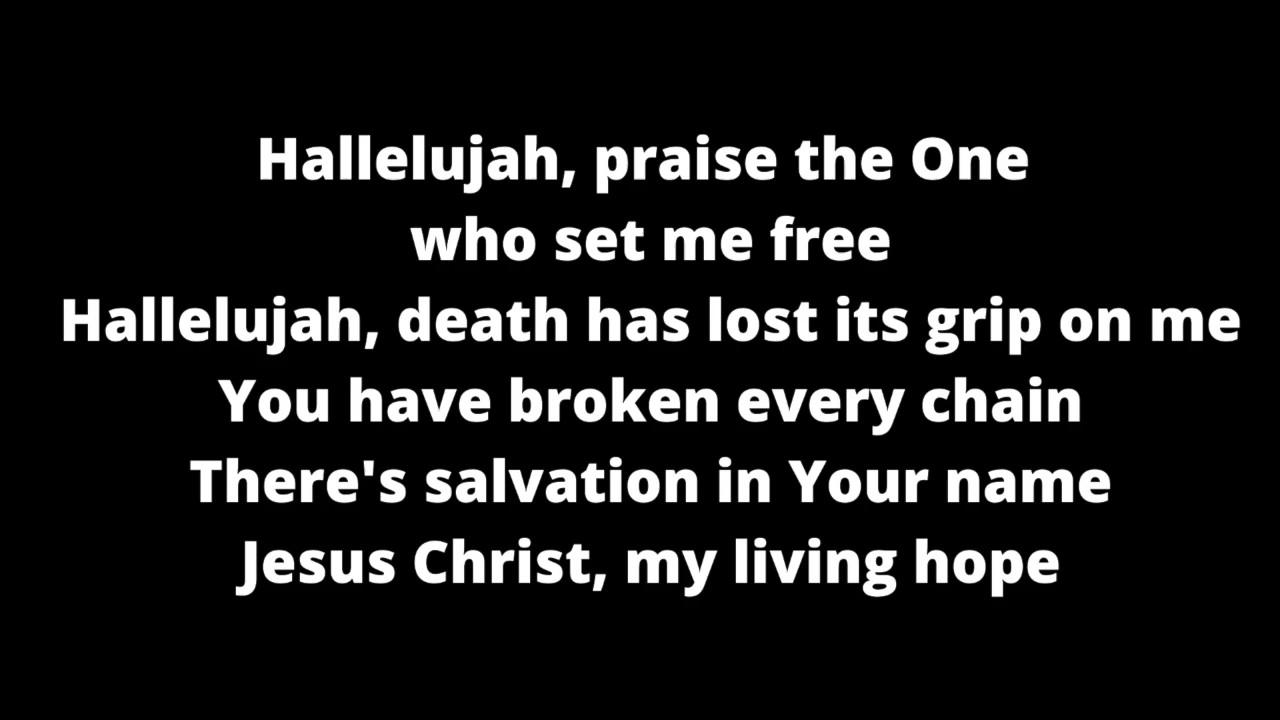 Hallelujah, praise the One
who set me free
Hallelujah, death has lost its grip on me
You have broken every chain
There's salvation in Your name
Jesus Christ, my living hope